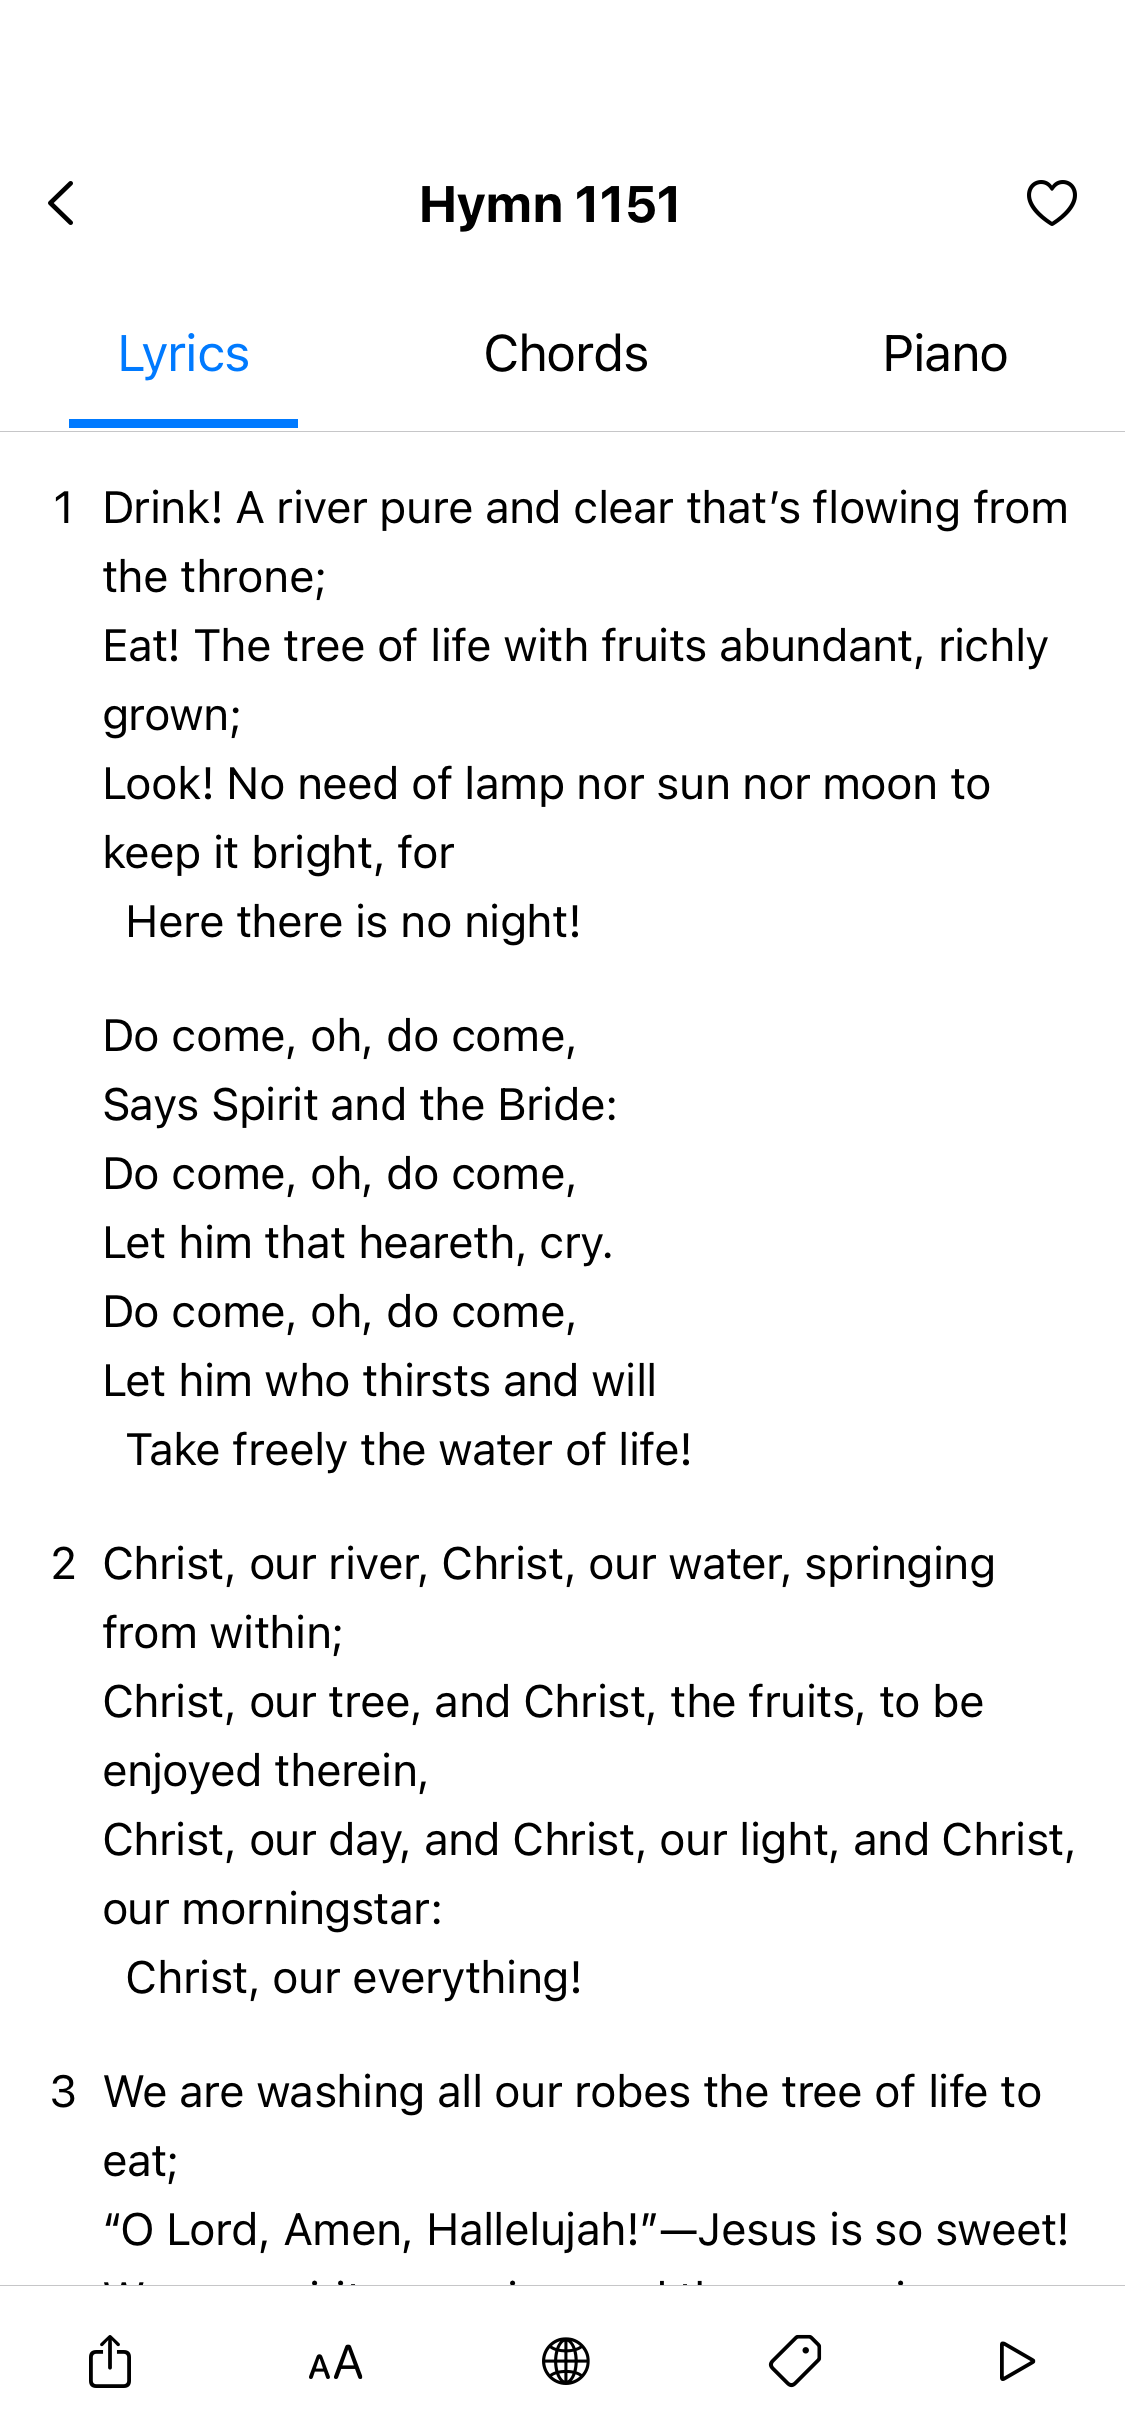 Hymn 1151
Lyrics Chords Piano
1 Drink! A river pure and clear that’s flowing from
the throne;
Eat! The tree of life with fruits abundant, richly
grown;
Look! No need of lamp nor sun nor moon to
keep it bright, for
Here there is no night!
Do come, oh, do come,
Says Spirit and the Bride:
Do come, oh, do come,
Let him that heareth, cry.
Do come, oh, do come,
Let him who thirsts and will
Take freely the water of life!
2 Christ, our river, Christ, our water, springing
from within;
Christ, our tree, and Christ, the fruits, to be
enjoyed therein,
Christ, our day, and Christ, our light, and Christ,
our morningstar:
Christ, our everything!
3 We are washing all our robes the tree of life to
eat;
“O Lord, Amen, Hallelujah!”—Jesus is so sweet!
AA